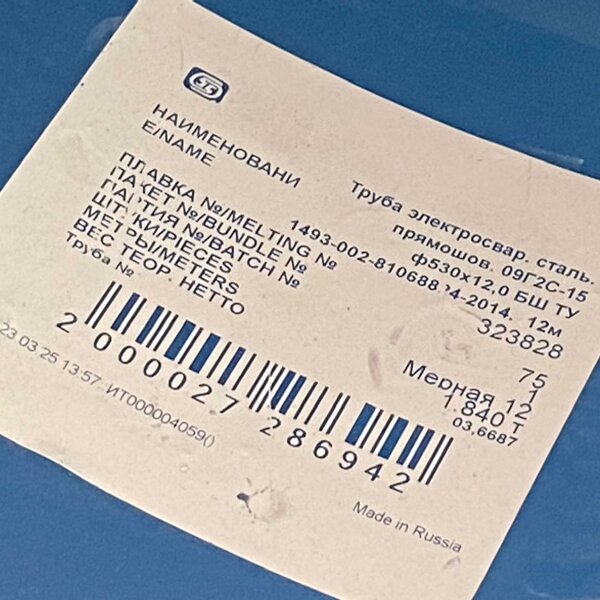 НАИМЕНОВАНИ
E/NAME
Труба электросвар. сталь.
прямошов. 09Г2С-15
ф530х12,0 БШ ТУ
1493-002-810688 4-2014. 12м
ПЛАВКА №/MELTING № 323828
ПАКЕТ №/BUNDLE №
ПАРТИЯ №/BATCH № 75
ШТУКИ/PIECES 1
МЕТРЫ/METERS Мерная 12
ВЕС ТЕОР. НЕТТО 1.840 Т
Труба № 03,6687
2 000027 286942
23 03 25 13:57, ИТ000004059()
Made in Russia